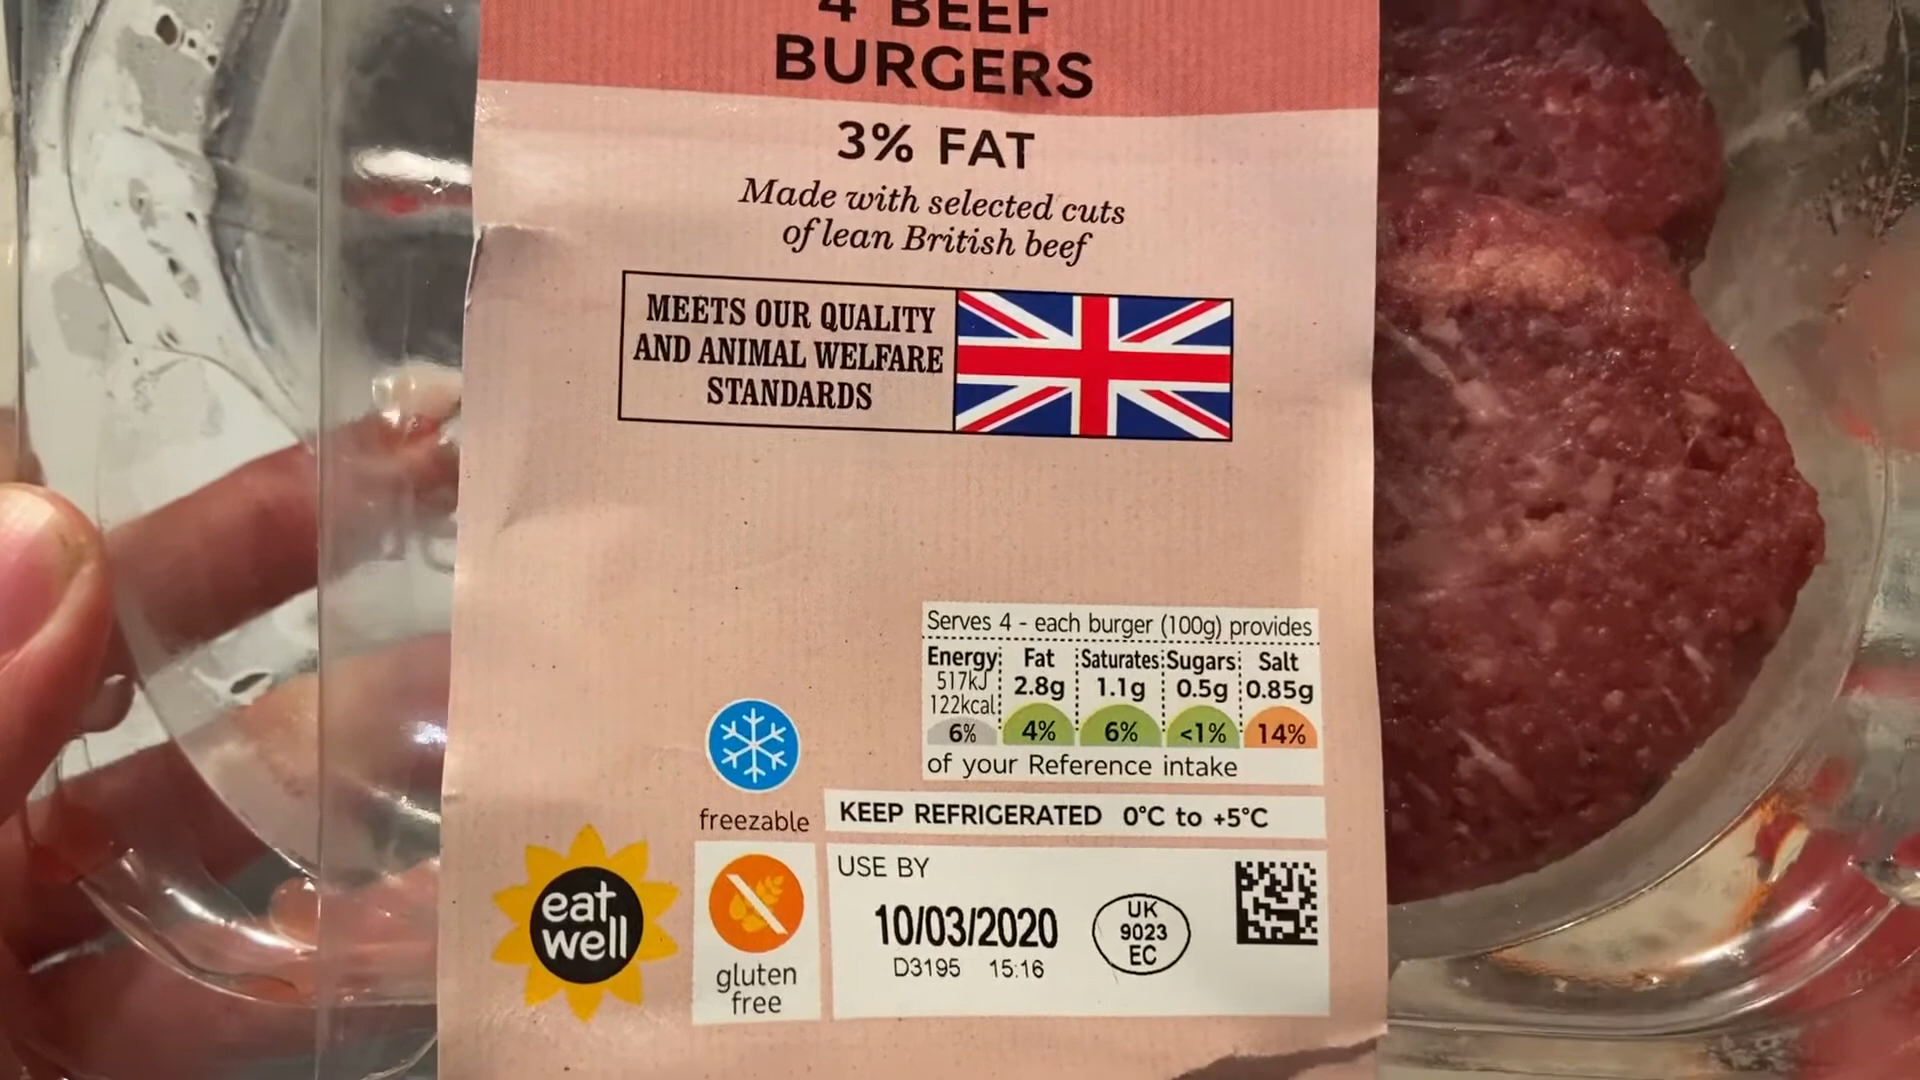 4 BEEF
BURGERS
3% FAT
Made with selected cuts
of lean British beef
MEETS OUR QUALITY
AND ANIMAL WELFARE
STANDARDS
Serves 4 - each burger (100g) provides
Energy Fat Saturates Sugars Salt
517kJ 2.8g 1.1g 0.5g 0.85g
122kcal
6% 4% 6% <1% 14%
of your Reference intake
freezable
KEEP REFRIGERATED 0°C to +5°C
eat
well
gluten
free
USE BY
10/03/2020
D3195 15:16
UK
9023
EC